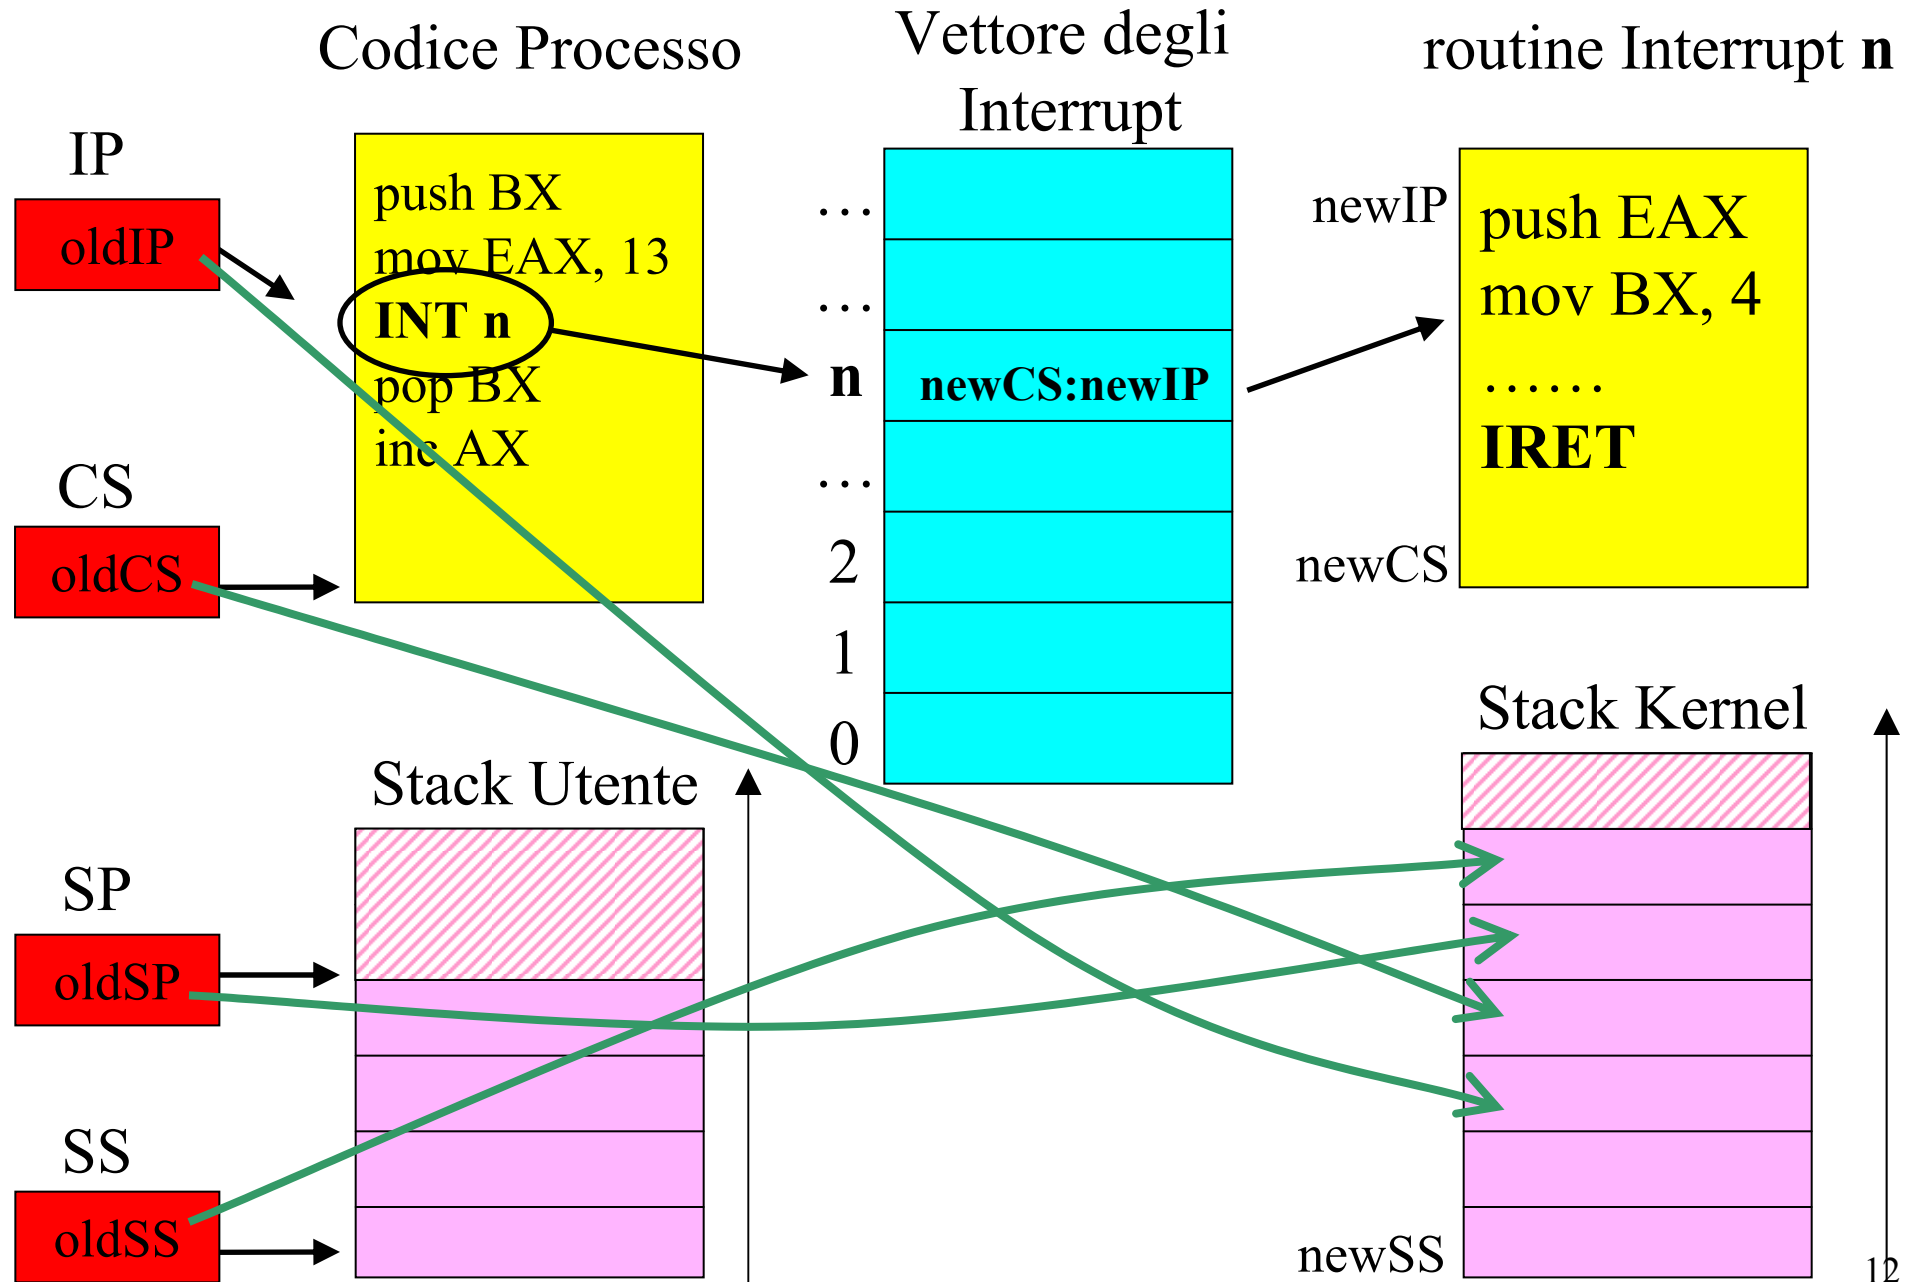 Codice Processo
Vettore degli
Interrupt
routine Interrupt n
IP
oldIP
CS
oldCS
push BX
mov EAX, 13
INT n
pop BX
inc AX
…
…
n
newCS:newIP
…
2
1
0
newIP
newCS
push EAX
mov BX, 4
……
IRET
Stack Utente
Stack Kernel
SP
oldSP
SS
oldSS
newSS
12